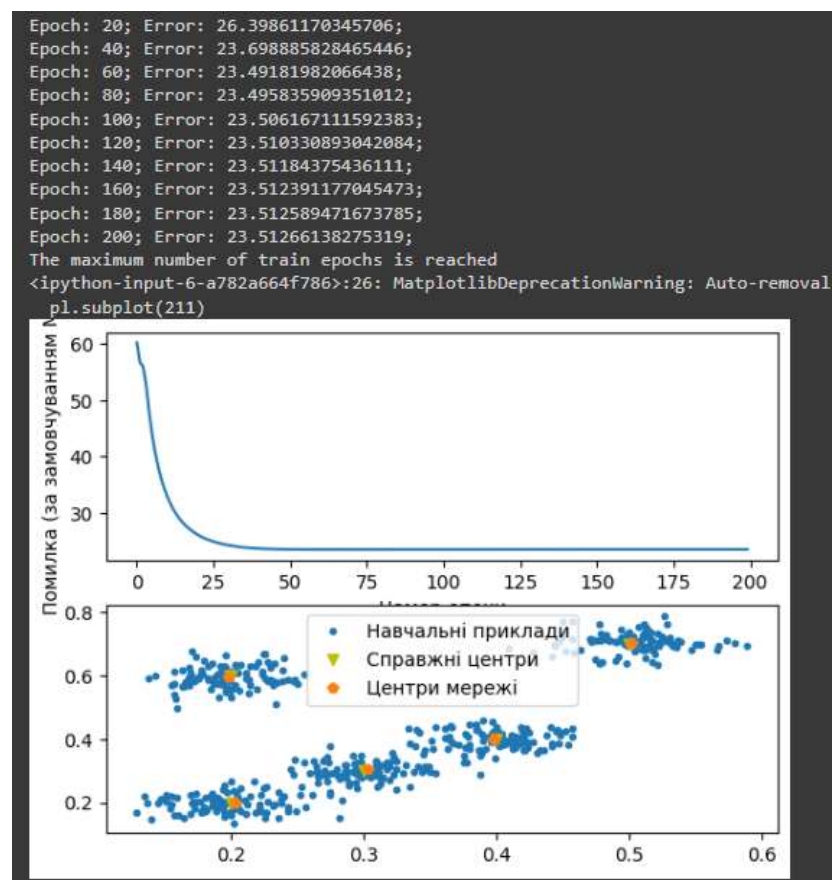 Epoch: 20; Error: 26.39861170345706;
Epoch: 40; Error: 23.698885828465446;
Epoch: 60; Error: 23.49181982066438;
Epoch: 80; Error: 23.495835909351012;
Epoch: 100; Error: 23.506167111592383;
Epoch: 120; Error: 23.510330893042084;
Epoch: 140; Error: 23.51184375436111;
Epoch: 160; Error: 23.512391177045473;
Epoch: 180; Error: 23.512589471673785;
Epoch: 200; Error: 23.51266138275319;
The maximum number of train epochs is reached
<ipython-input-6-a782a664f786>:26: MatplotlibDeprecationWarning: Auto-removal
pl.subplot(211)
Помилка (за замовчуванням
60
50
40
30
0 25 50 75 100 125 150 175 200
0.8
0.6
0.4
0.2
Навчальні приклади
Справжні центри
Центри мережі
0.2 0.3 0.4 0.5 0.6